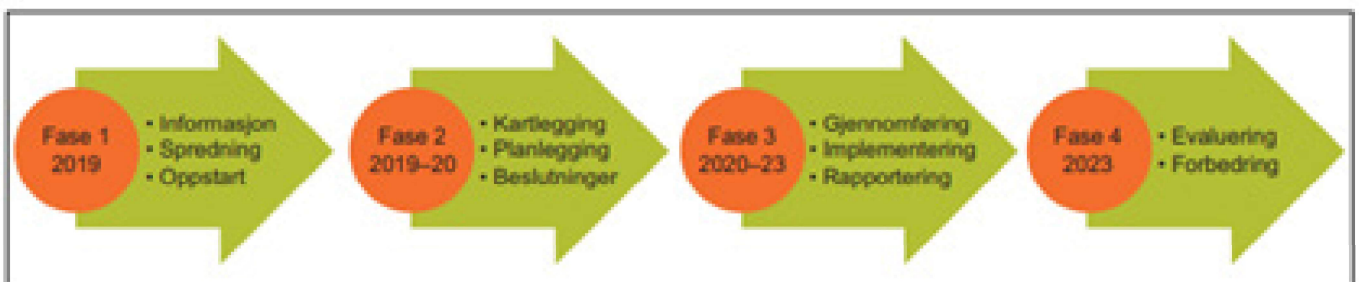 Fase 1
2019
• Informasjon
• Spredning
• Oppstart
Fase 2
2019–20
• Kartlegging
• Planlegging
• Beslutninger
Fase 3
2020–23
• Gjennomføring
• Implementering
• Rapportering
Fase 4
2023
• Evaluering
• Forbedring